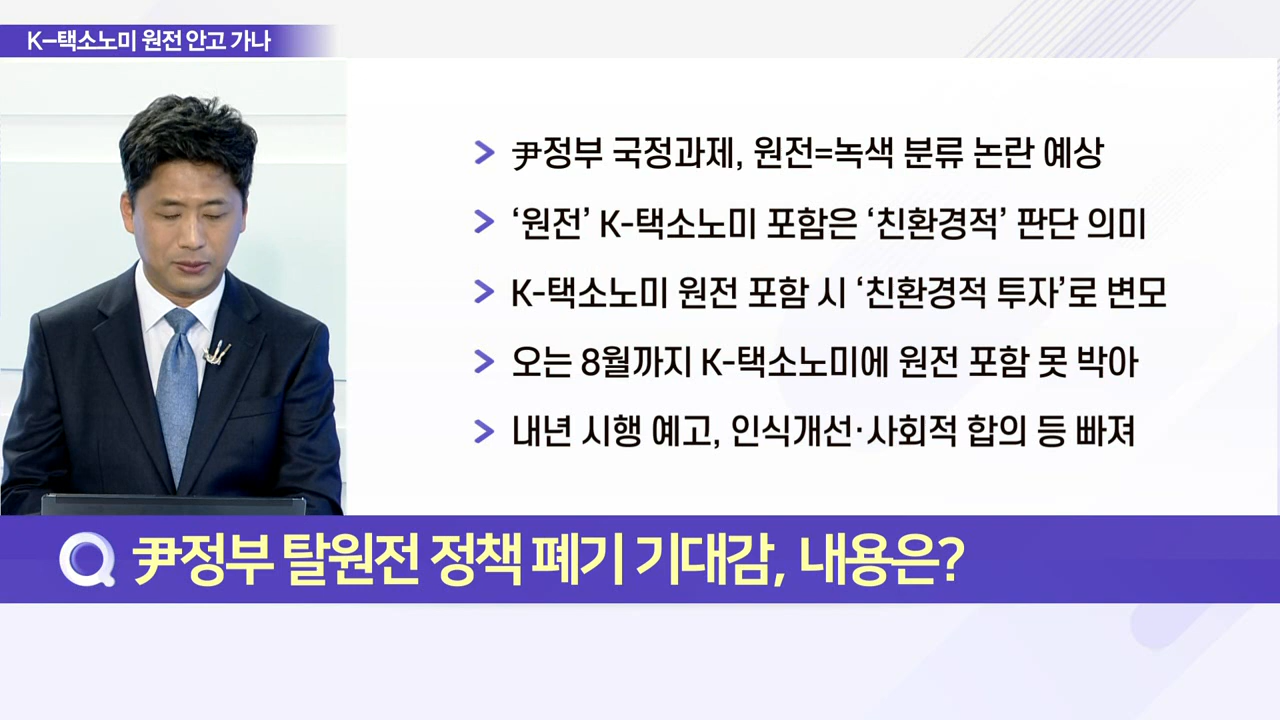 K-택소노미 원전 안고 가나
尹정부 국정과제, 원전=녹색 분류 논란 예상
‘원전’ K-택소노미 포함은 ‘친환경적’ 판단 의미
K-택소노미 원전 포함 시 ‘친환경적 투자’로 변모
오는 8월까지 K-택소노미에 원전 포함 못 박아
내년 시행 예고, 인식개선·사회적 합의 등 빠져
Q 尹정부 탈원전 정책 폐기 기대감, 내용은?